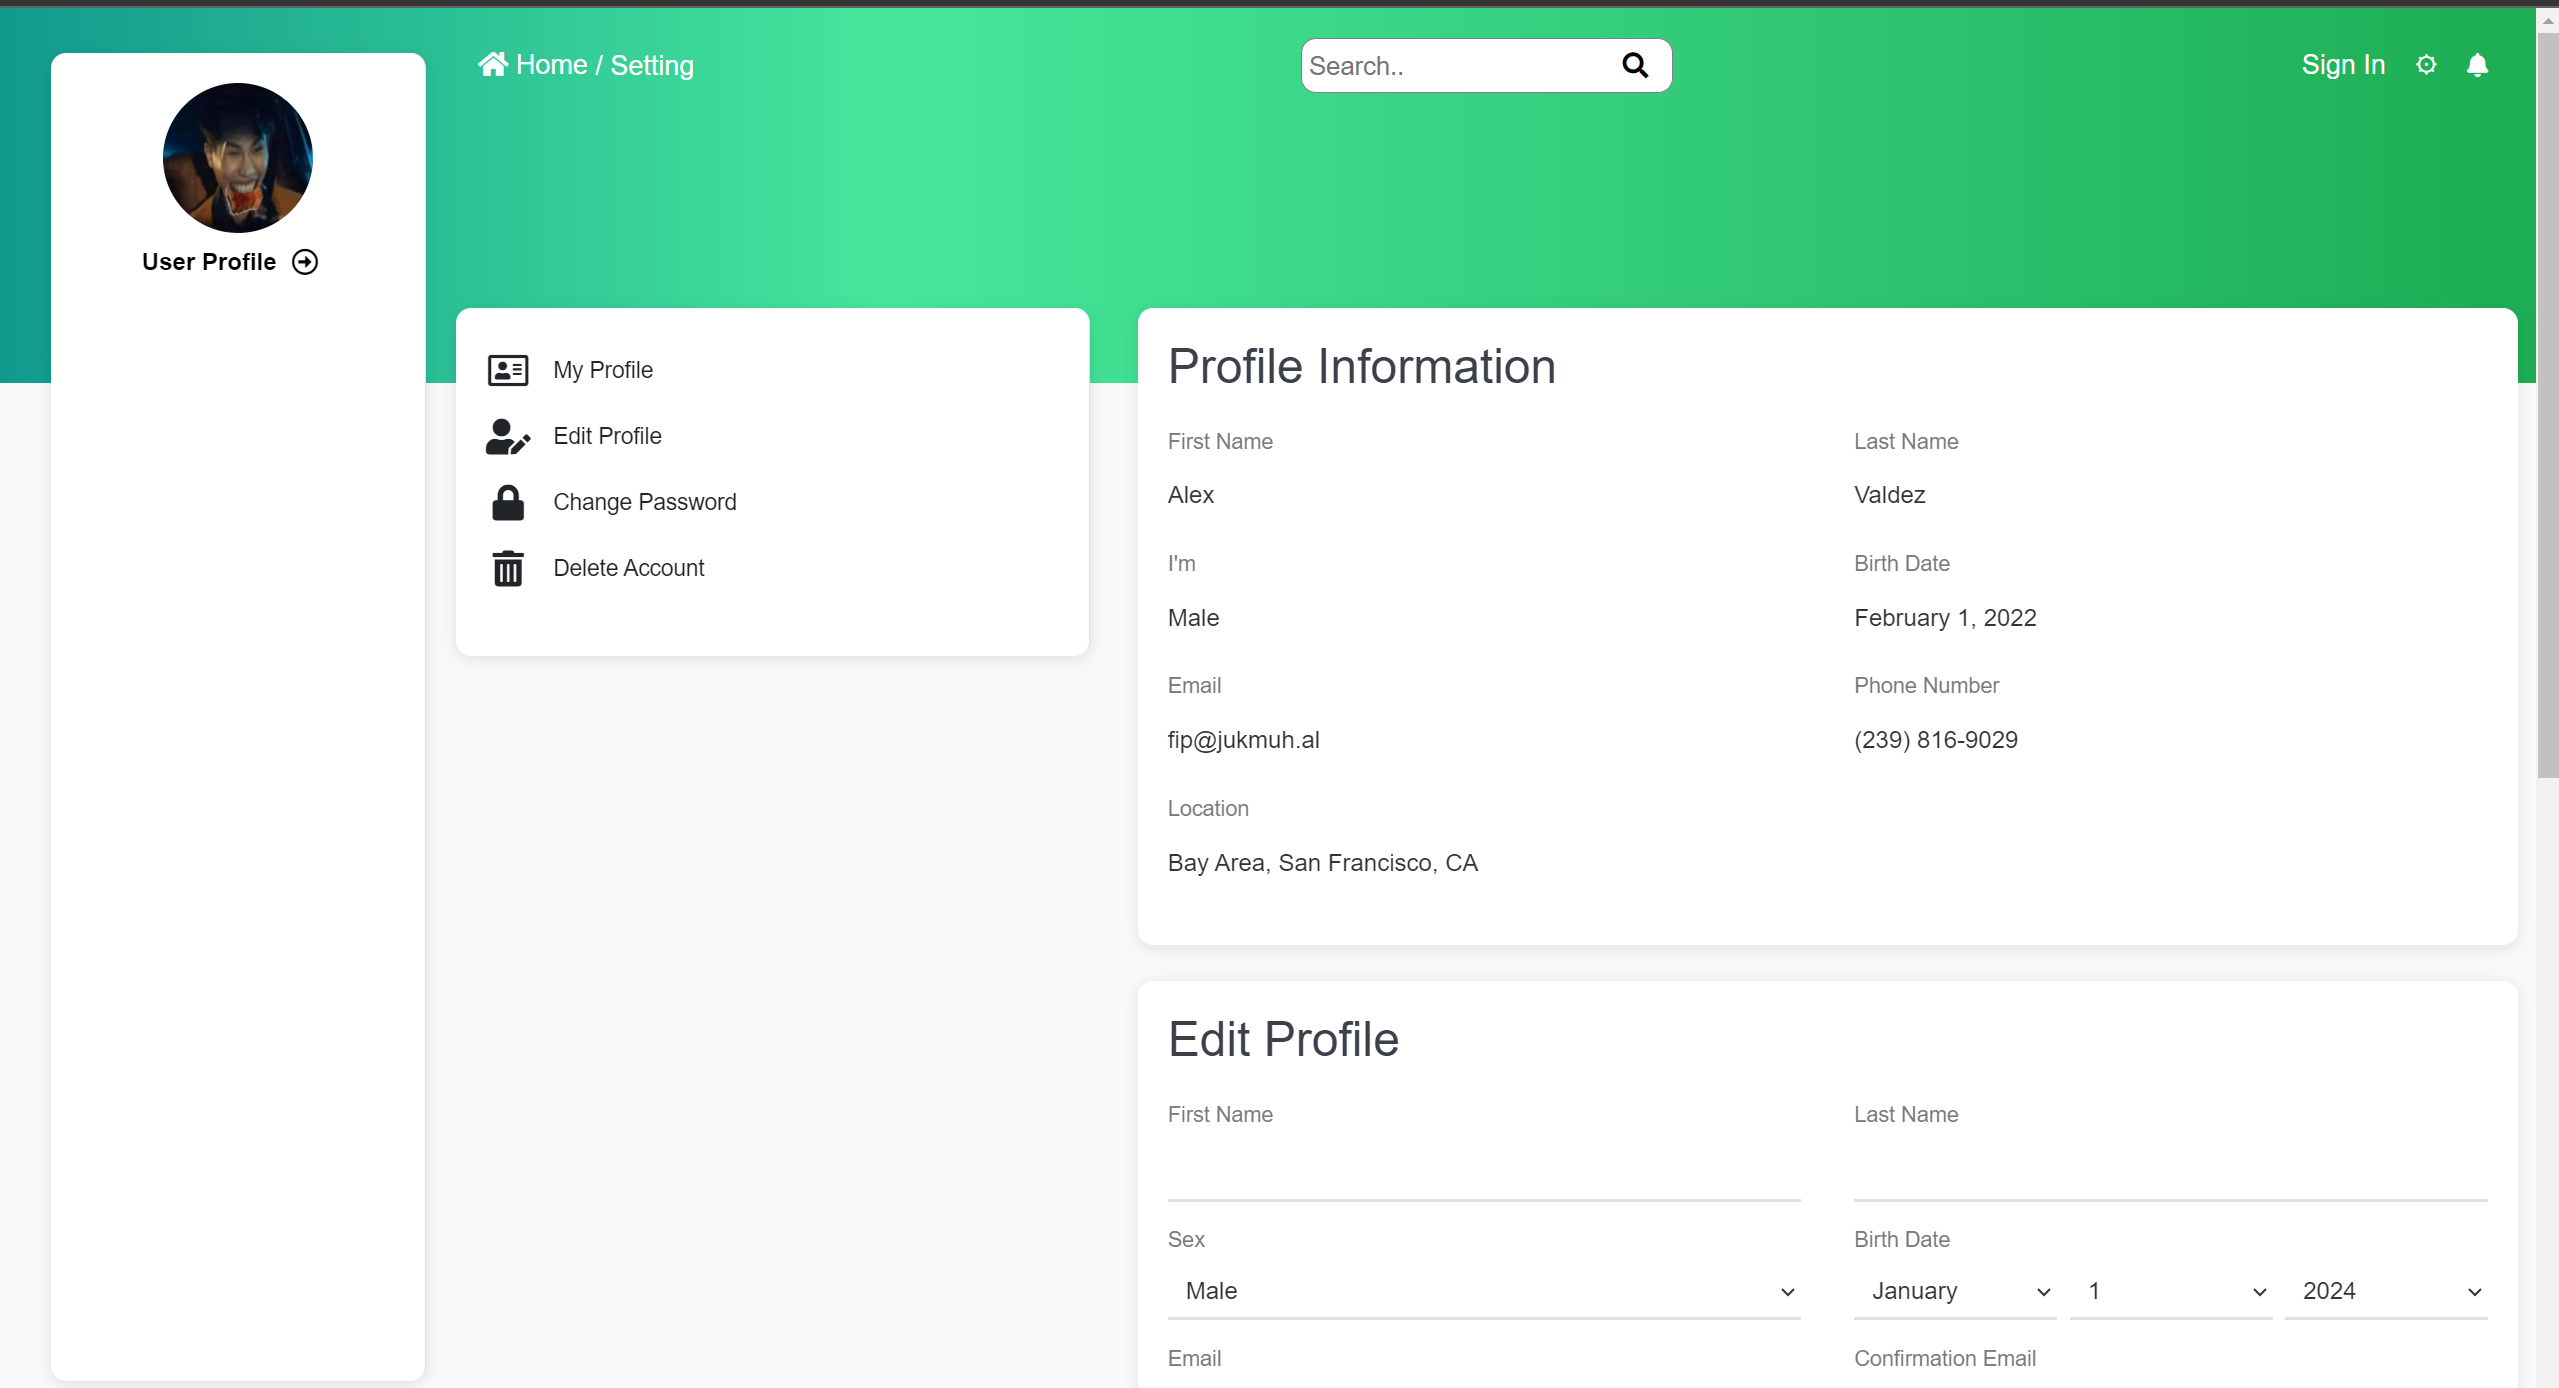 Home / Setting
Search..
Sign In
User Profile
My Profile
Edit Profile
Change Password
Delete Account
Profile Information
First Name
Last Name
Alex
Valdez
I'm
Birth Date
Male
February 1, 2022
Email
Phone Number
fip@jukmuh.al
(239) 816-9029
Location
Bay Area, San Francisco, CA
Edit Profile
First Name
Last Name
Sex
Birth Date
Male
January
1
2024
Email
Confirmation Email